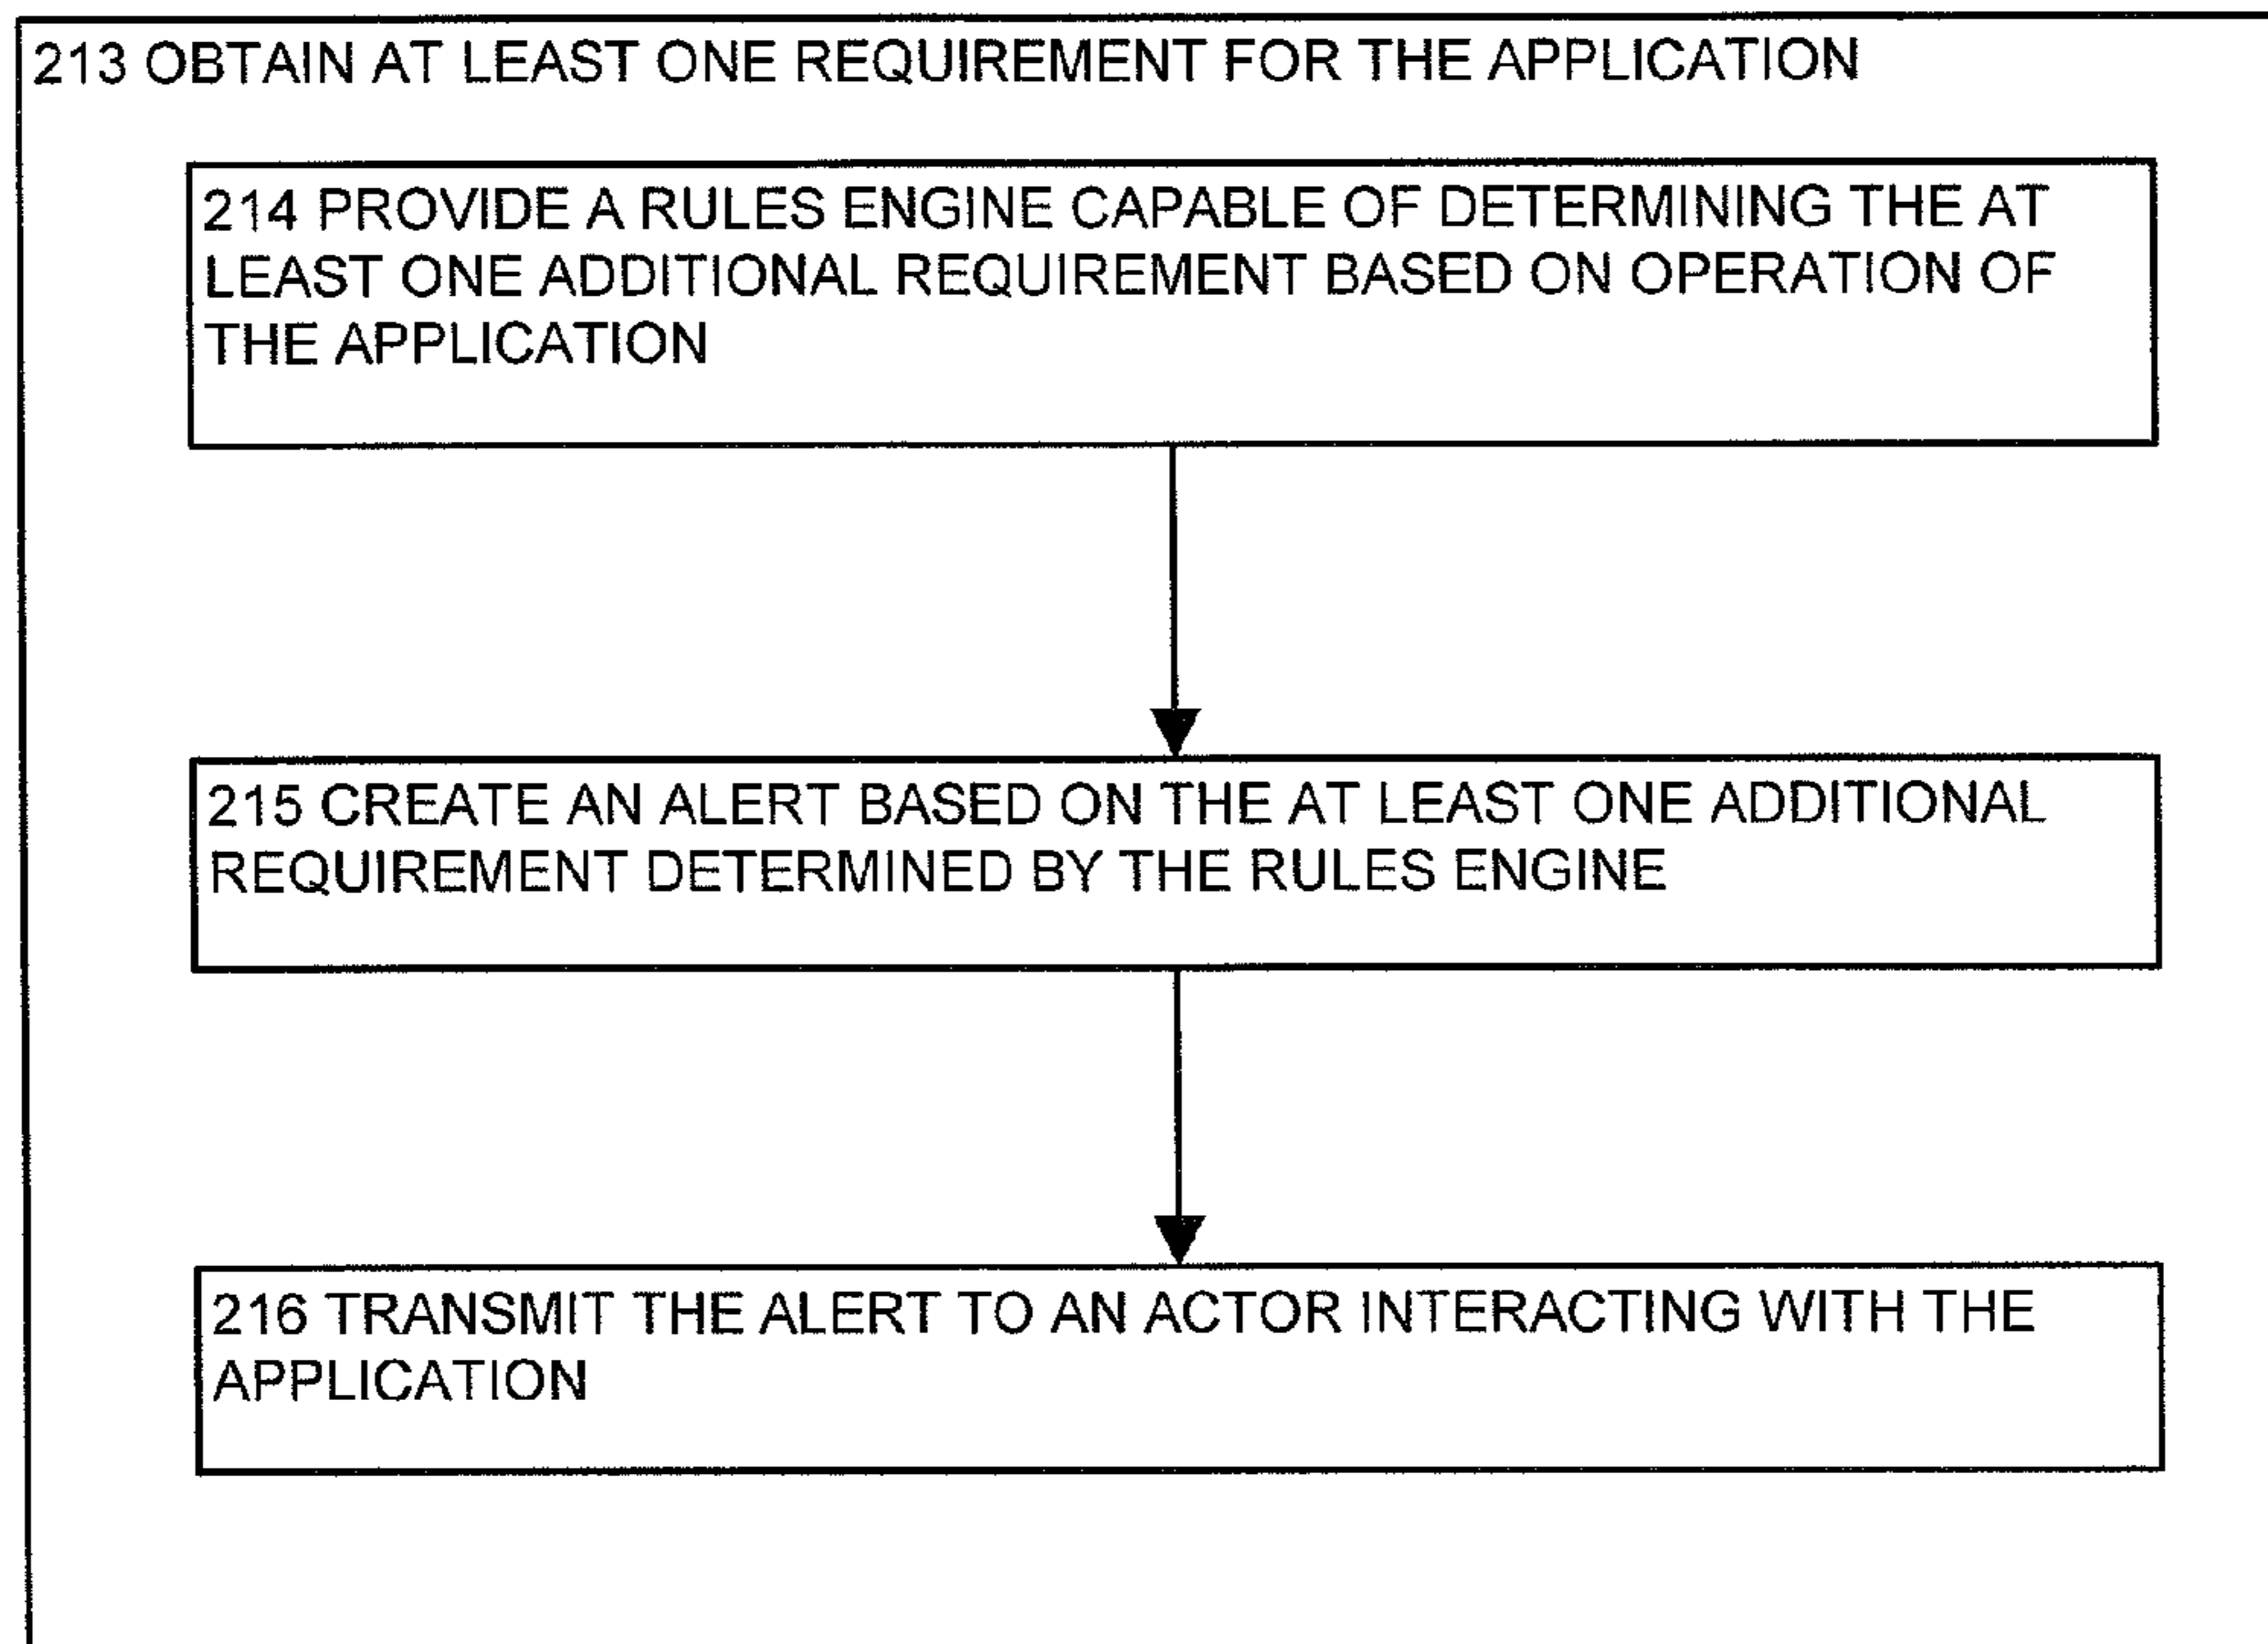 213 OBTAIN AT LEAST ONE REQUIREMENT FOR THE APPLICATION
214 PROVIDE A RULES ENGINE CAPABLE OF DETERMINING THE AT
LEAST ONE ADDITIONAL REQUIREMENT BASED ON OPERATION OF
THE APPLICATION
215 CREATE AN ALERT BASED ON THE AT LEAST ONE ADDITIONAL
REQUIREMENT DETERMINED BY THE RULES ENGINE
216 TRANSMIT THE ALERT TO AN ACTOR INTERACTING WITH THE
APPLICATION